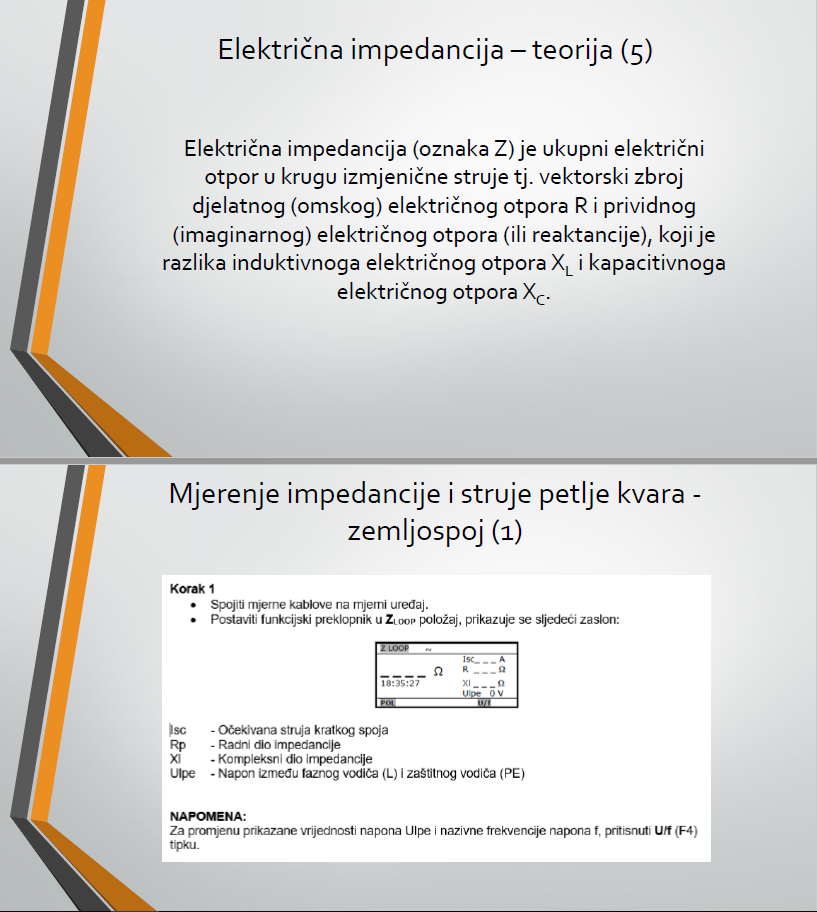 Električna impedancija – teorija (5)
Električna impedancija (oznaka Z) je ukupni električni
otpor u krugu izmjenične struje tj. vektorski zbroj
djelatnog (omskog) električnog otpora R i prividnog
(imaginarnog) električnog otpora (ili reaktancije), koji je
razlika induktivnoga električnog otpora XL i kapacitivnoga
električnog otpora XC.
Mjerenje impedancije i struje petlje kvara -
zemljospoj (1)
Korak 1
• Spojiti mjerne kablove na mjerni uređaj.
• Postaviti funkcijski preklopnik u ZLOOP položaj, prikazuje se sljedeći zaslon:
Z LOOP ~
Isc_ _ _ A
_ _ _ _ Ω R _ _ _ Ω
18:35:27 Xl _ _ _ Ω
Ulpe 0 V
POL U/f
Isc - Očekivana struja kratkog spoja
Rp - Radni dio impedancije
Xl - Kompleksni dio impedancije
Ulpe - Napon između faznog vodiča (L) i zaštitnog vodiča (PE)
NAPOMENA:
Za promjenu prikazane vrijednosti napona Ulpe i nazivne frekvencije napona f, pritisnuti U/f (F4)
tipku.